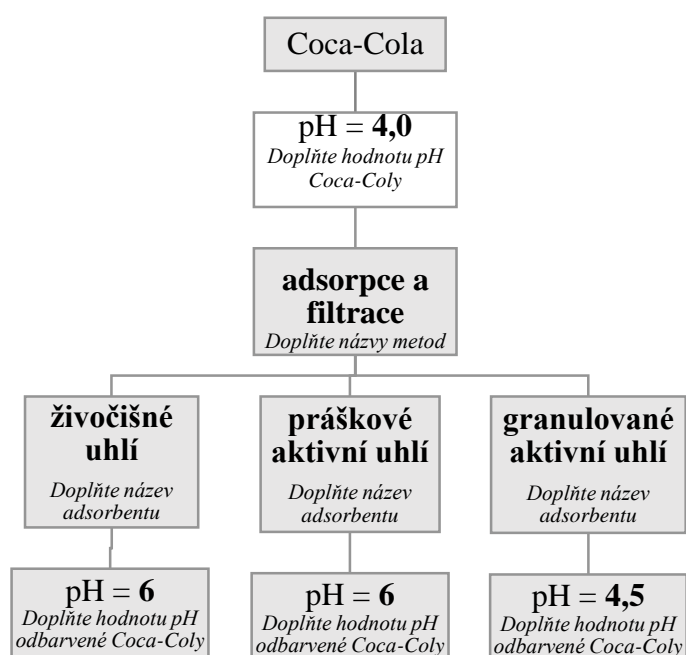 Coca-Cola
pH = 4,0
Doplňte hodnotu pH
Coca-Coly
adsorpce a
filtrace
Doplňte názvy metod
živočišné
uhlí
Doplňte název
adsorbentu
práškové
aktivní uhlí
Doplňte název
adsorbentu
granulované
aktivní uhlí
Doplňte název
adsorbentu
pH = 6
Doplňte hodnotu pH
odbarvené Coca-Coly
pH = 6
Doplňte hodnotu pH
odbarvené Coca-Coly
pH = 4,5
Doplňte hodnotu pH
odbarvené Coca-Coly